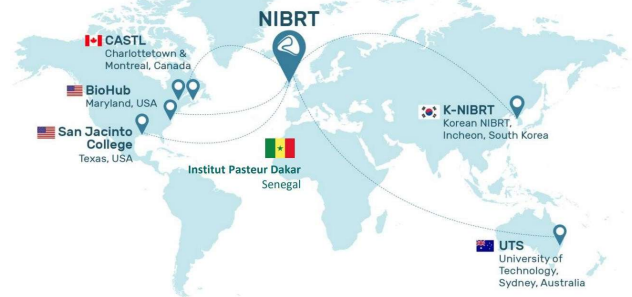 NIBRT
CASTL
Charlottetown &
Montreal, Canada
BioHub
Maryland, USA
San Jacinto
College
Texas, USA
Institut Pasteur Dakar
Senegal
K-NIBRT
Korean NIBRT,
Incheon, South Korea
UTS
University of
Technology,
Sydney, Australia